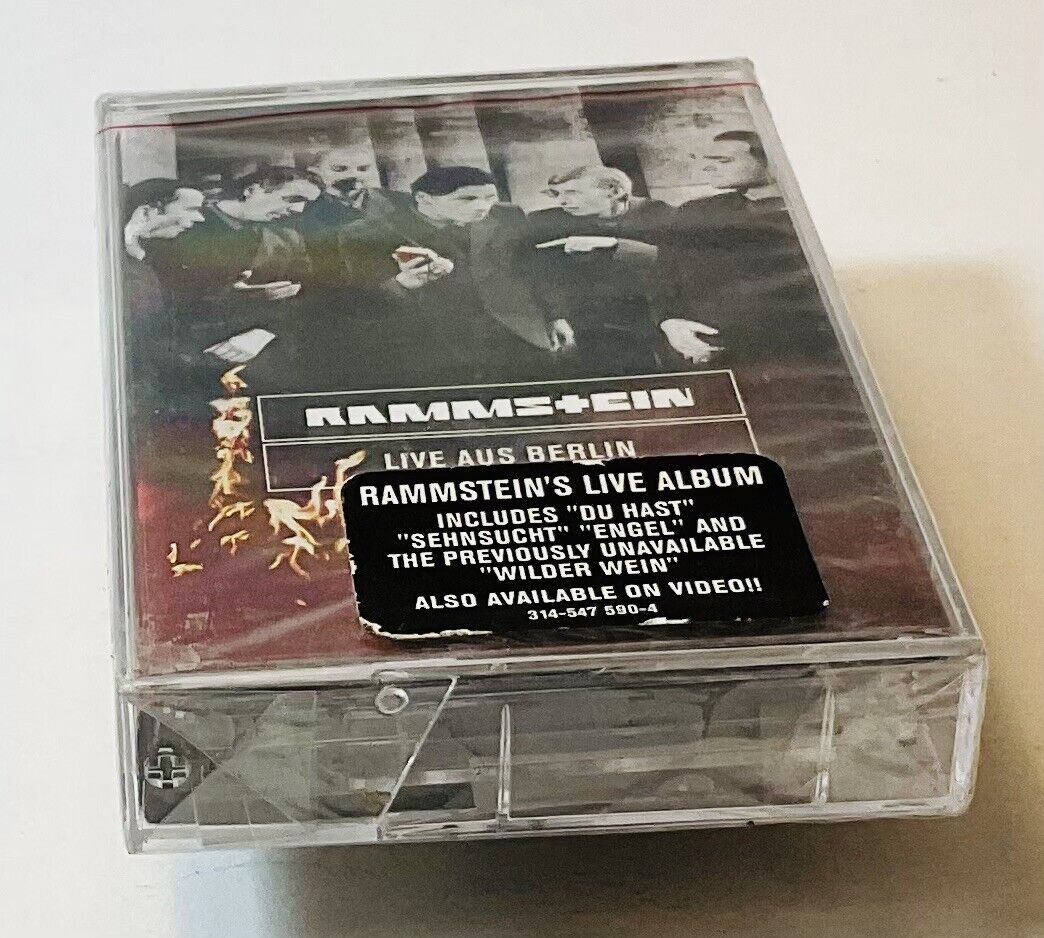 RAMMSTEIN
LIVE AUS BERLIN
RAMMSTEIN'S LIVE ALBUM
INCLUDES "DU HAST"
"SEHNSUCHT" "ENGEL" AND
THE PREVIOUSLY UNAVAILABLE
"WILDER WEIN"
ALSO AVAILABLE ON VIDEO!!
314-547 590-4